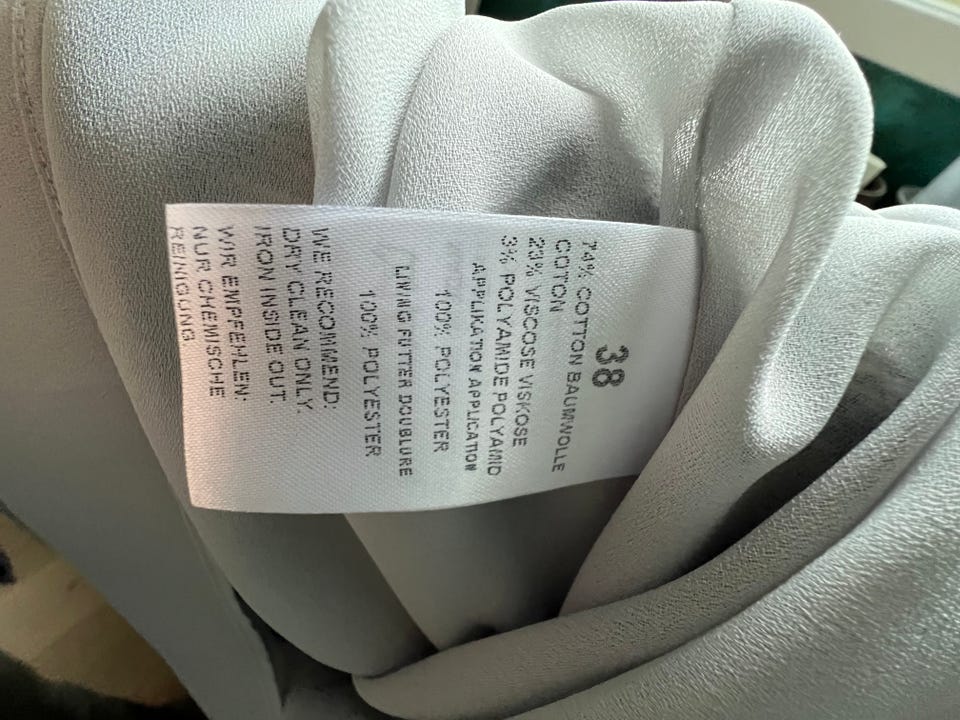 38
74% COTTON BAUMWOLLE
COTON
23% VISCOSE VISKOSE
3% POLYAMIDE POLYAMID
APPLIKATION APPLICATION
100% POLYESTER
LINING FUTTER DOUBLURE
100% POLYESTER
WE RECOMMEND:
DRY CLEAN ONLY.
IRON INSIDE OUT.
WIR EMPFEHLEN:
NUR CHEMISCHE
REINIGUNG